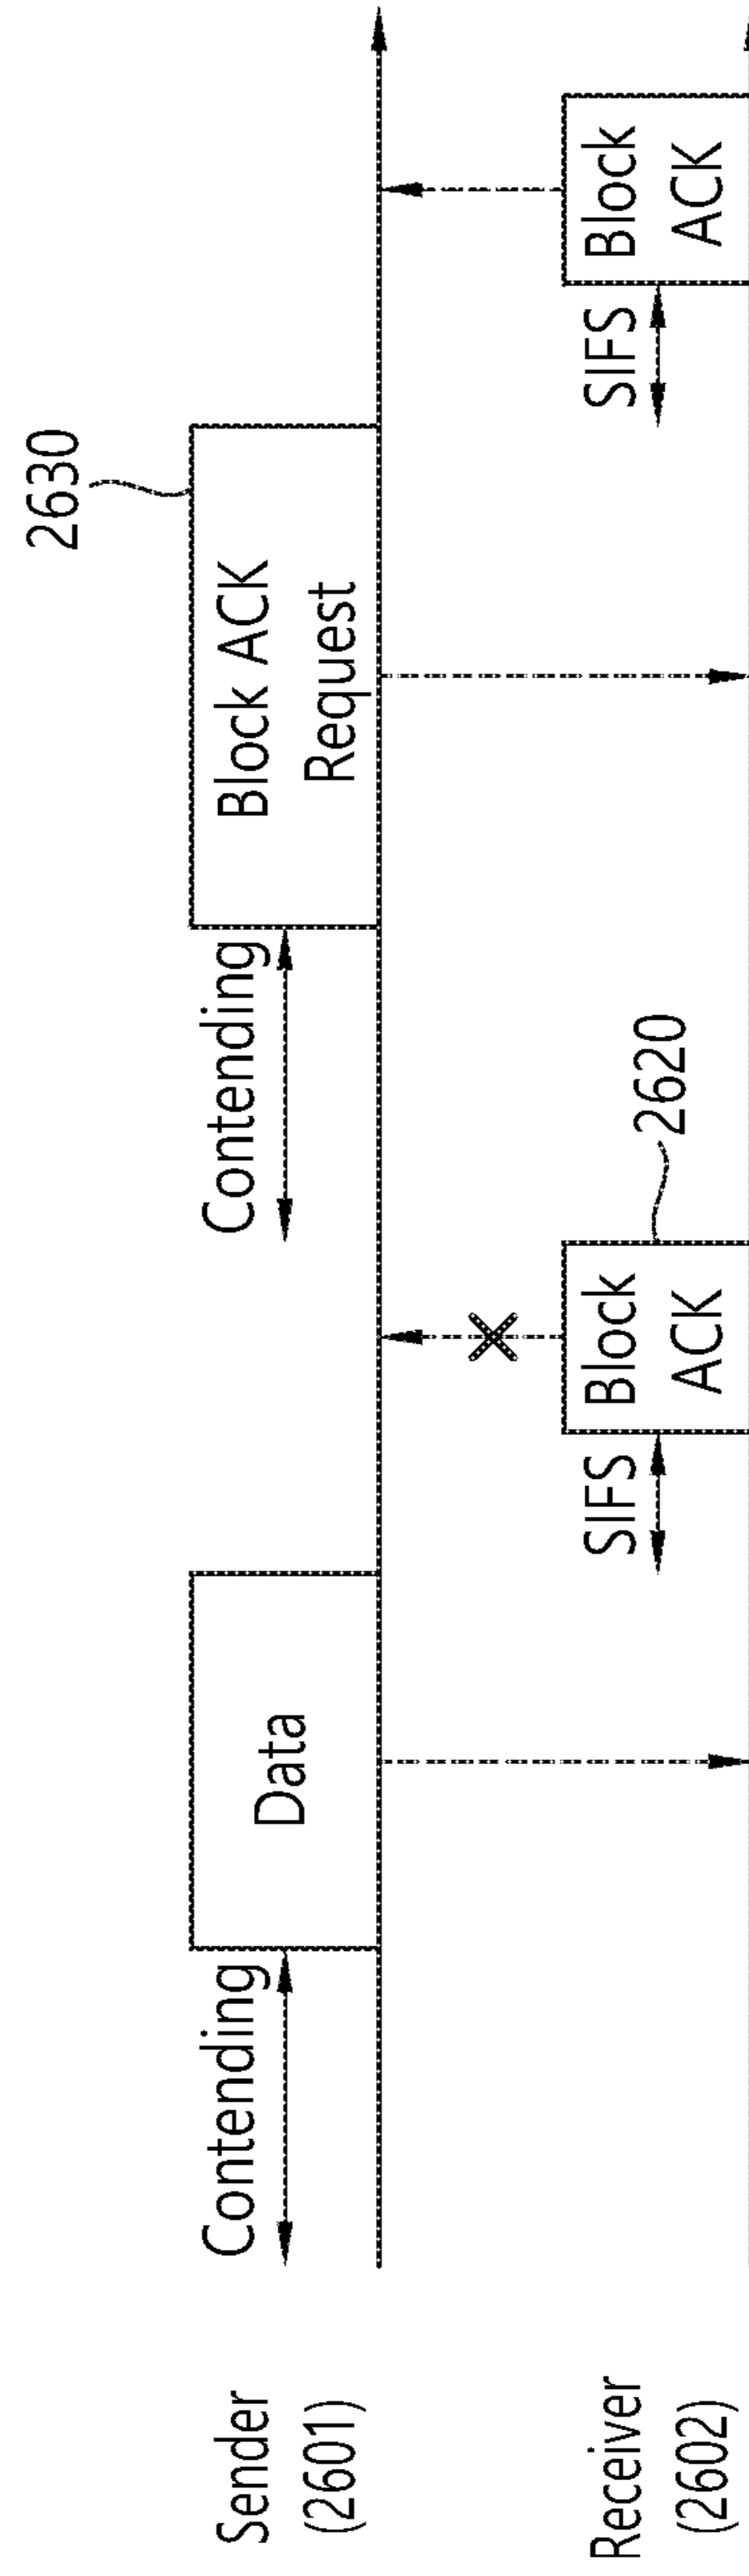 2630
Contending
Data
Contending
Block ACK
Request
Sender
(2601)
2620
SIFS
Block
ACK
SIFS
Block
ACK
Receiver
(2602)